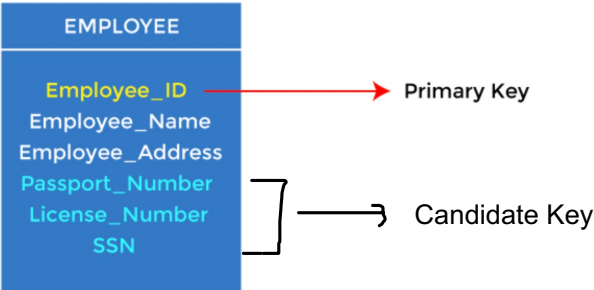 EMPLOYEE
Employee_ID
Primary Key
Employee_Name
Employee_Address
Passport_Number
License_Number
Candidate Key
SSN